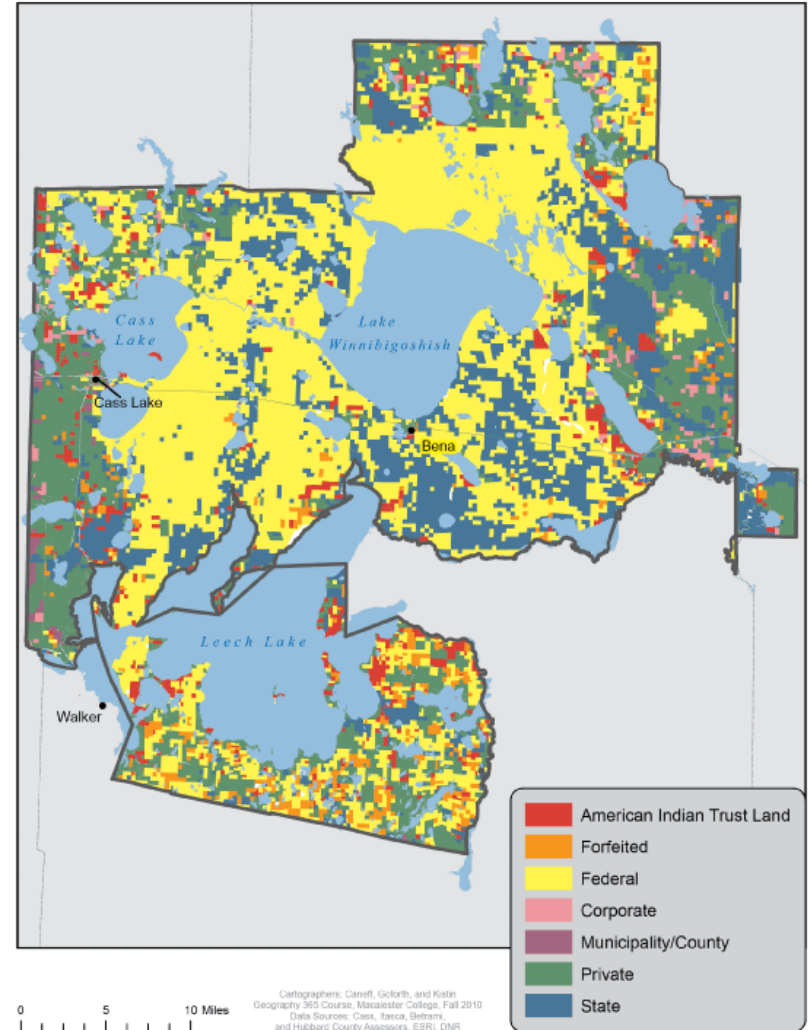 Cass
Lake
Lake
Winnibigoshish
Cass Lake
Bena
Leech Lake
Walker
American Indian Trust Land
Forfeited
Federal
Corporate
Municipality/County
Private
State
0 5 10 Miles
Cartographers: Caneff, Goforth, and Kistin
Geography 365 Course, Macalester College, Fall 2010
Data Sources: Cass, Itasca, Beltrami,
and Hubbard County Assessors, ESRI, DNR